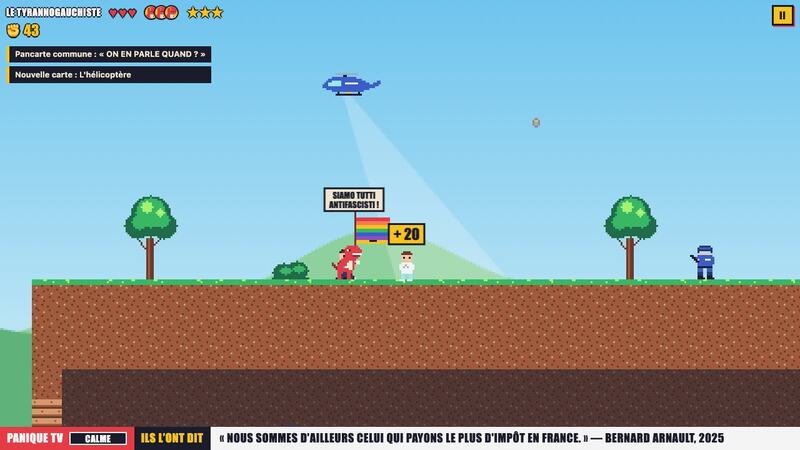 LE TYRANNOGAUCHISTE
43
Pancarte commune : « ON EN PARLE QUAND ? »
Nouvelle carte : L'hélicoptère
SIAMO TUTTI
ANTIFASCISTI !
+ 20
PANIQUE TV CALME ILS L'ONT DIT « NOUS SOMMES D'AILLEURS CELUI QUI PAYONS LE PLUS D'IMPÔT EN FRANCE. » — BERNARD ARNAULT, 2025